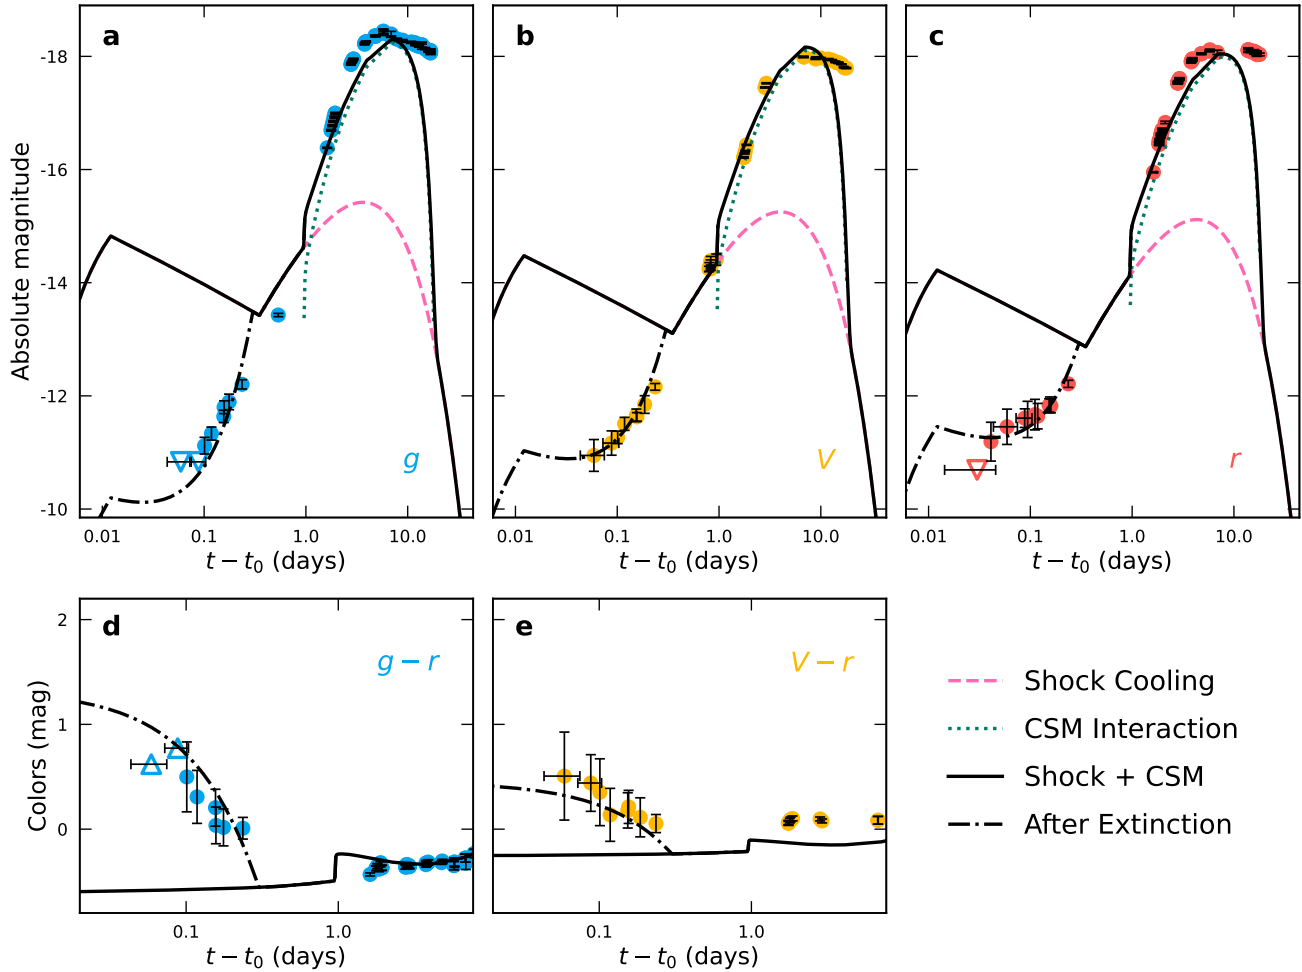 a
b
c
-18
-16
-14
-12
-10
Absolute magnitude
g
V
r
0.01
0.1
1.0
10.0
0.01
0.1
1.0
10.0
0.01
0.1
1.0
10.0
t − t0 (days)
t − t0 (days)
t − t0 (days)
d
e
2
1
0
Colors (mag)
g − r
V − r
0.1
1.0
0.1
1.0
t − t0 (days)
t − t0 (days)
Shock Cooling
CSM Interaction
Shock + CSM
After Extinction